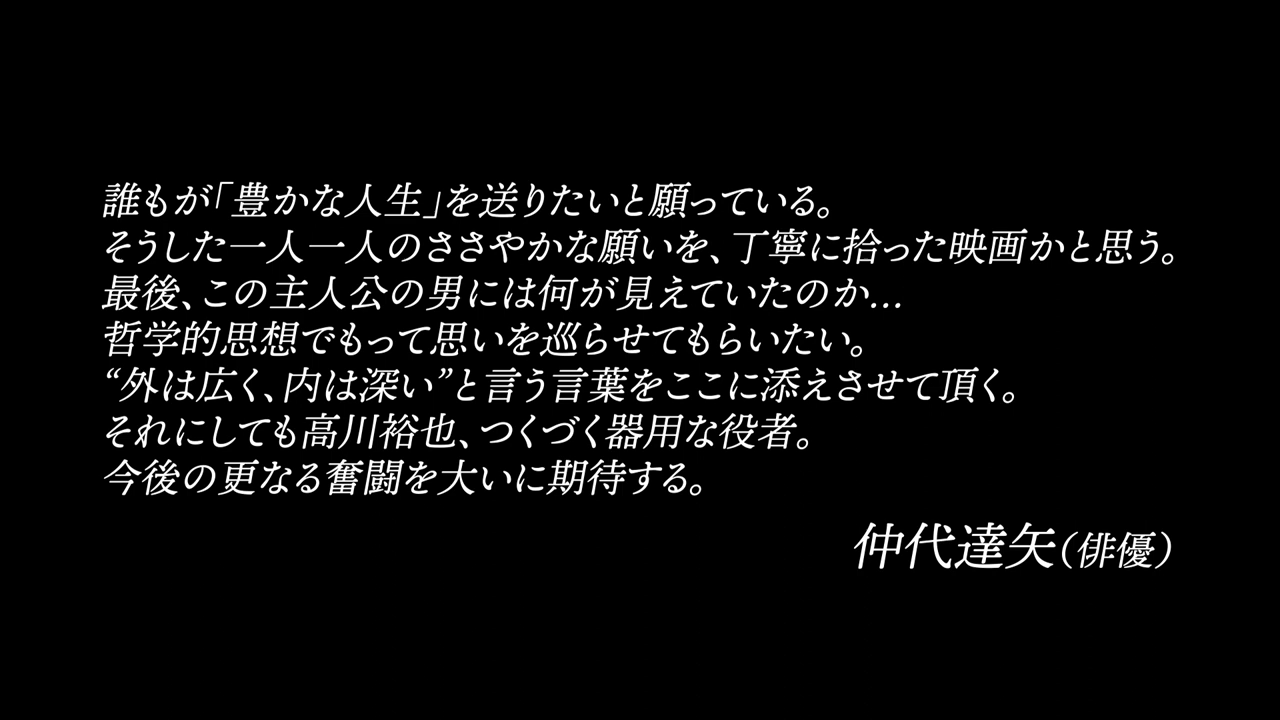 誰もが「豊かな人生」を送りたいと願っている。
そうした一人一人のささやかな願いを、丁寧に拾った映画かと思う。
最後、この主人公の男には何が見えていたのか…
哲学的思想でもって思いを巡らせてもらいたい。
“外は広く、内は深い”と言う言葉をここに添えさせて頂く。
それにしても高川裕也、つくづく器用な役者。
今後の更なる奮闘を大いに期待する。
仲代達矢（俳優）